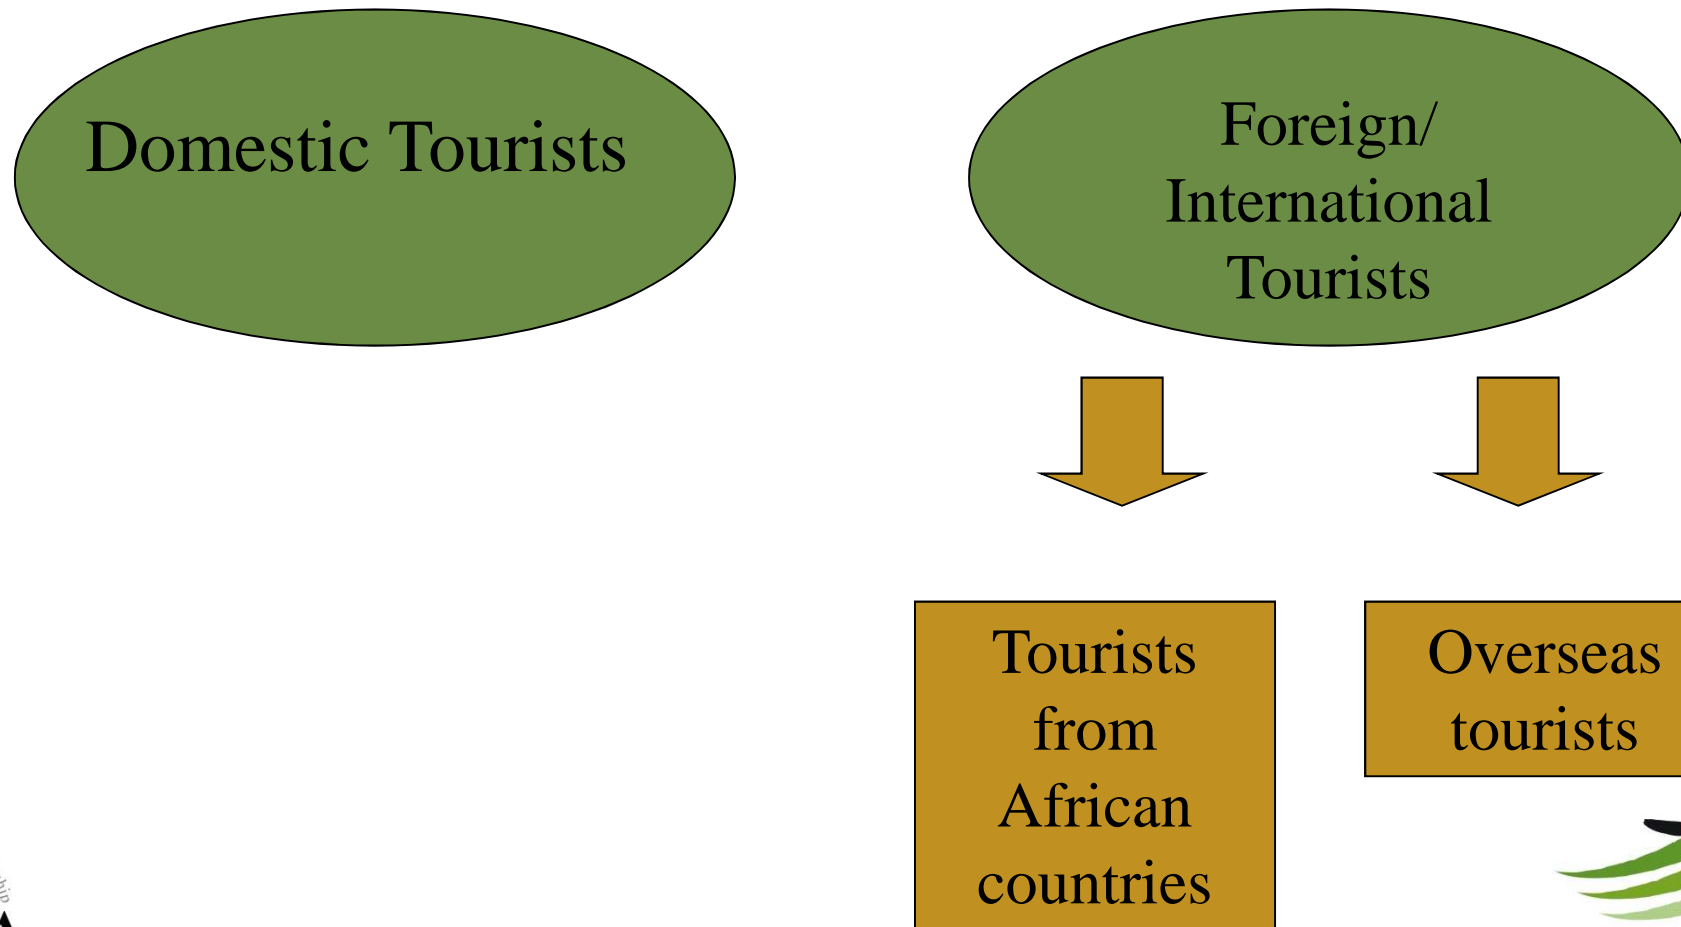 Domestic Tourists
Foreign/
International
Tourists
Tourists
from
African
countries
Overseas
tourists